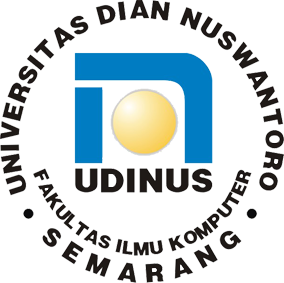 UNIVERSITAS DIAN NUSWANTORO
UDINUS
FAKULTAS ILMU KOMPUTER
• SEMARANG •